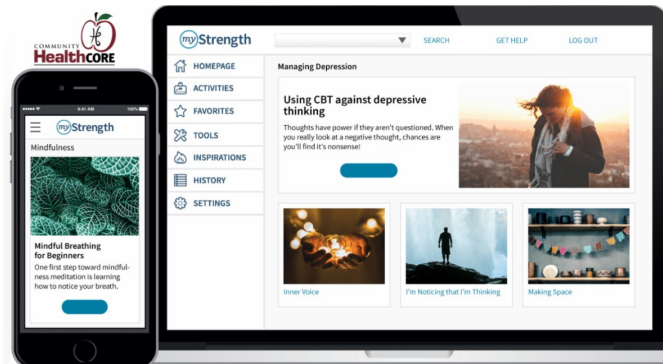 COMMUNITY
HealthCORE
9:41 AM
100%
myStrength
Mindfulness
Mindful Breathing
for Beginners
One first step toward mindful-
ness meditation is learning
how to notice your breath.
myStrength
SEARCH
GET HELP
LOG OUT
HOMEPAGE
ACTIVITIES
FAVORITES
TOOLS
INSPIRATIONS
HISTORY
SETTINGS
Managing Depression
Using CBT against depressive
thinking
Thoughts have power if they aren't questioned. When
you really look at a negative thought, chances are
you'll find it's nonsense!
Inner Voice
I'm Noticing that I'm Thinking
Making Space